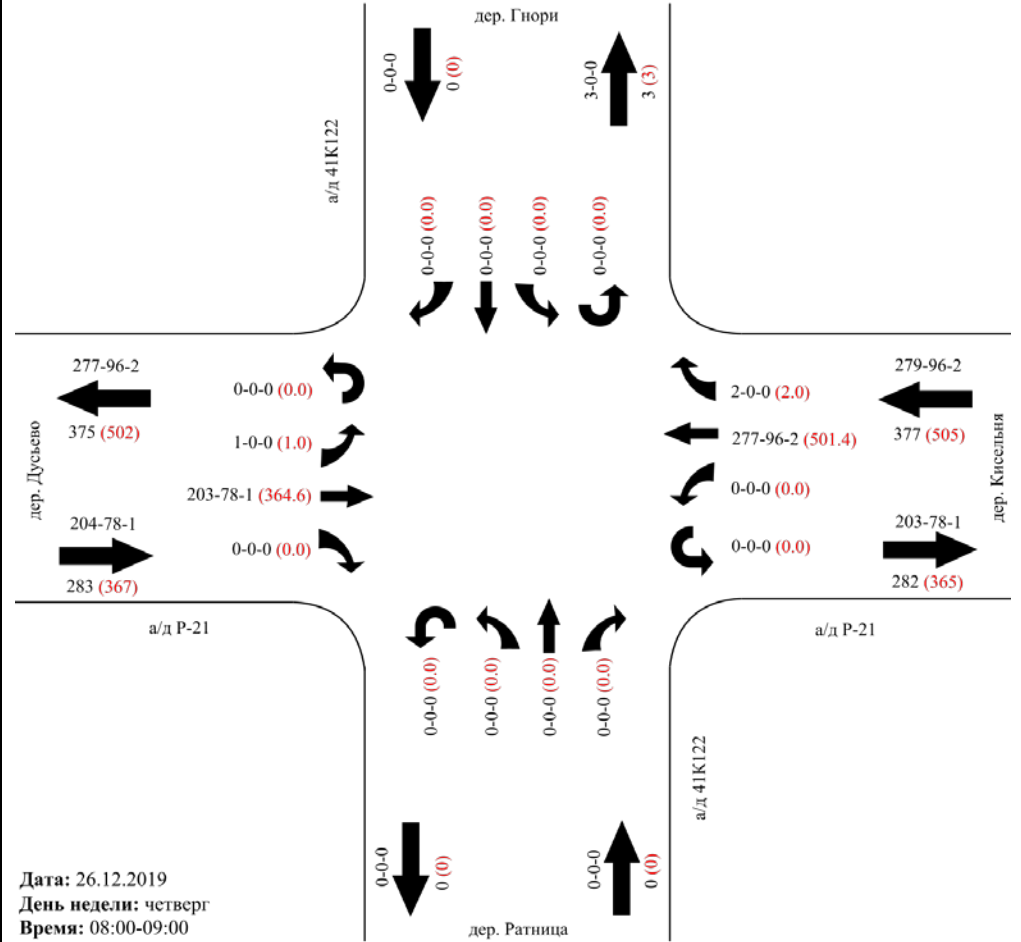 дер. Гнори
0-0-0
0 (0)
3-0-0
3 (3)
а/д 41К122
0-0-0 (0.0)
0-0-0 (0.0)
0-0-0 (0.0)
0-0-0 (0.0)
277-96-2
375 (502)
0-0-0 (0.0)
1-0-0 (1.0)
203-78-1 (364.6)
0-0-0 (0.0)
дер. Дусьево
204-78-1
283 (367)
а/д Р-21
2-0-0 (2.0)
277-96-2 (501.4)
0-0-0 (0.0)
0-0-0 (0.0)
279-96-2
377 (505)
дер. Кисельня
203-78-1
282 (365)
а/д Р-21
0-0-0 (0.0)
0-0-0 (0.0)
0-0-0 (0.0)
0-0-0 (0.0)
а/д 41К122
0-0-0
0 (0)
0-0-0
0 (0)
дер. Ратница
Дата: 26.12.2019
День недели: четверг
Время: 08:00-09:00